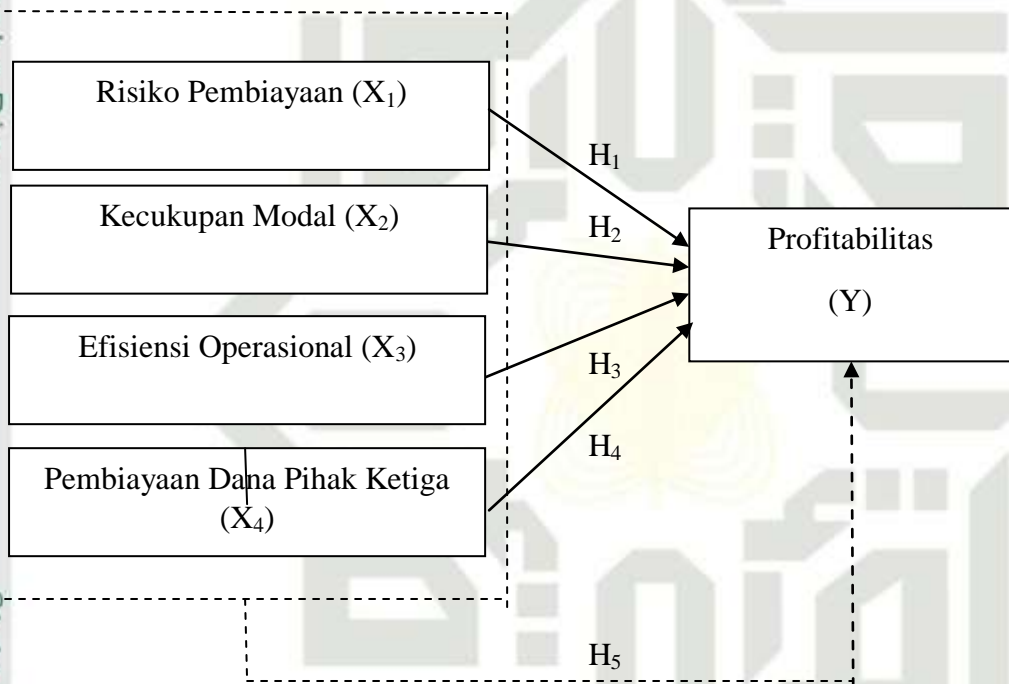 Risiko Pembiayaan (X₁)
H₁
Kecukupan Modal (X₂)
H₂
Profitabilitas
(Y)
Efisiensi Operasional (X₃)
H₃
Pembiayaan Dana Pihak Ketiga
(X₄)
H₄
H₅